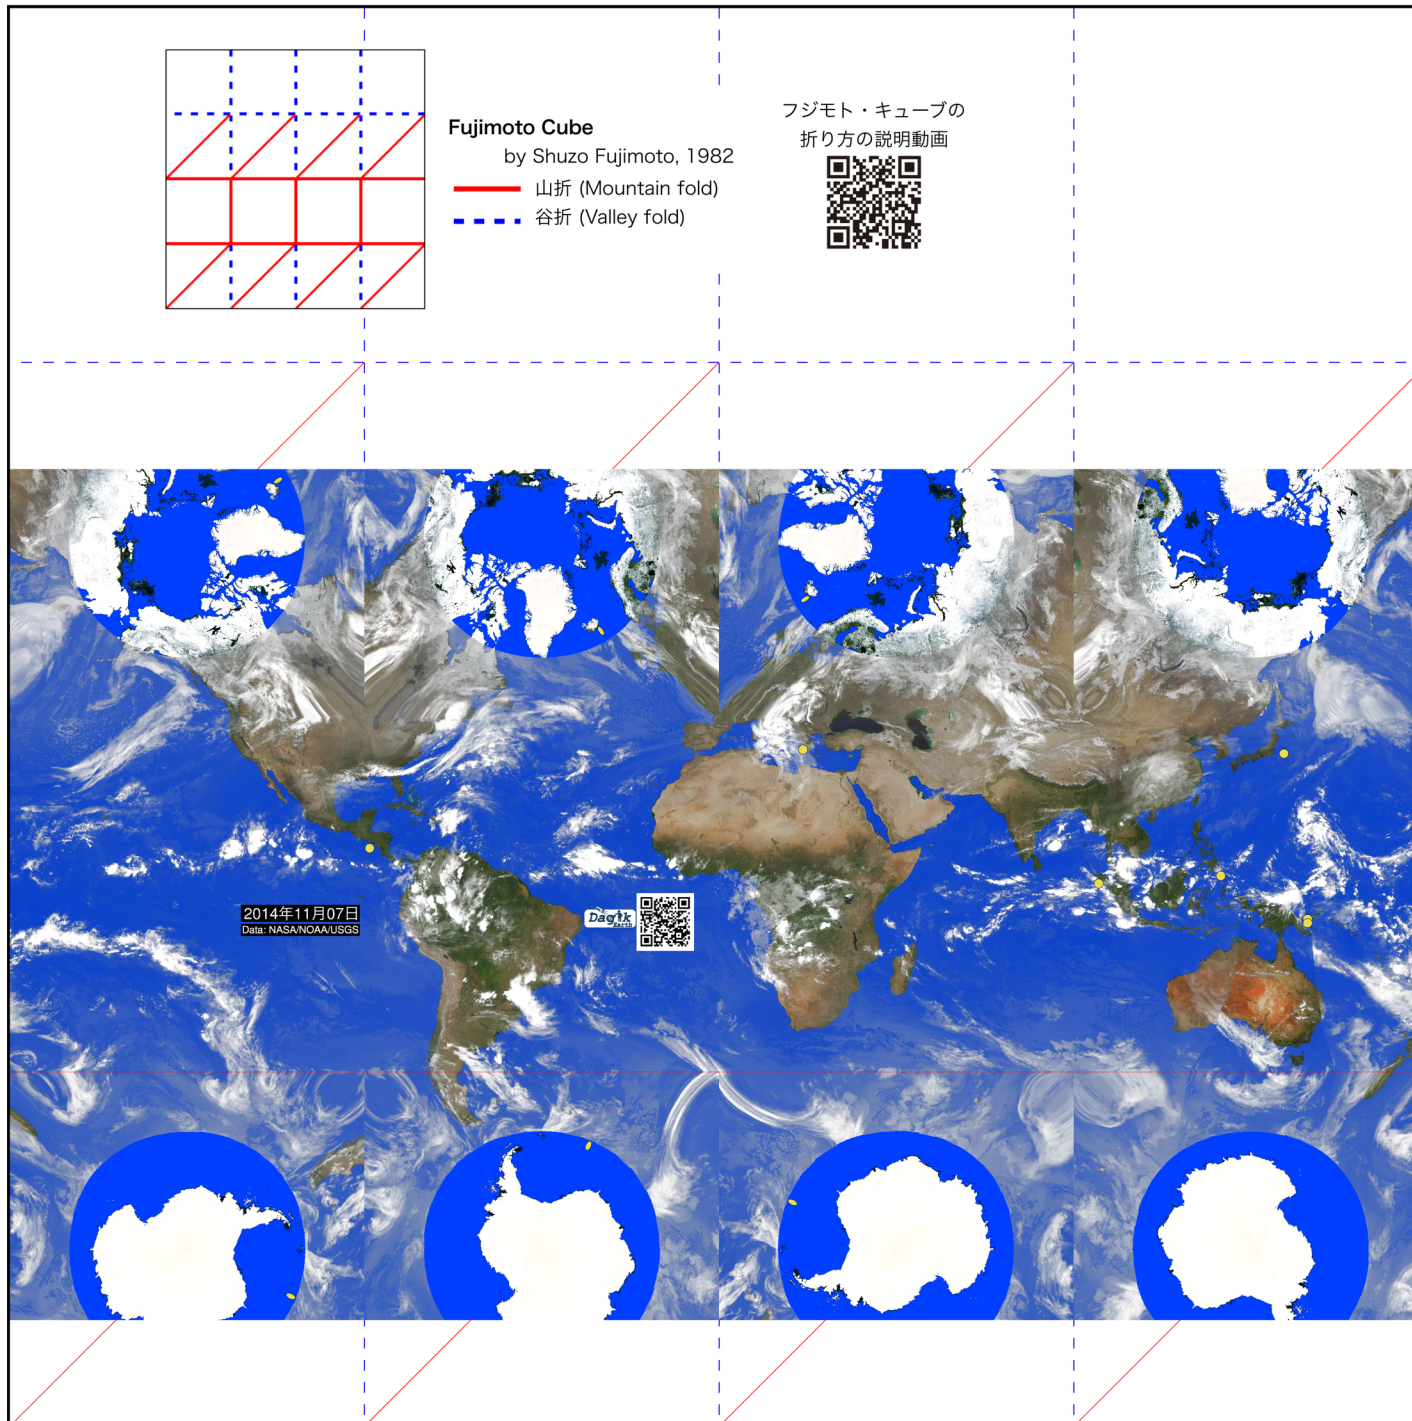 Fujimoto Cube
by Shuzo Fujimoto, 1982
山折 (Mountain fold)
谷折 (Valley fold)
フジモト・キューブの
折り方の説明動画
2014年11月07日
Data: NASA/NOAA/USGS
Dagik
Earth